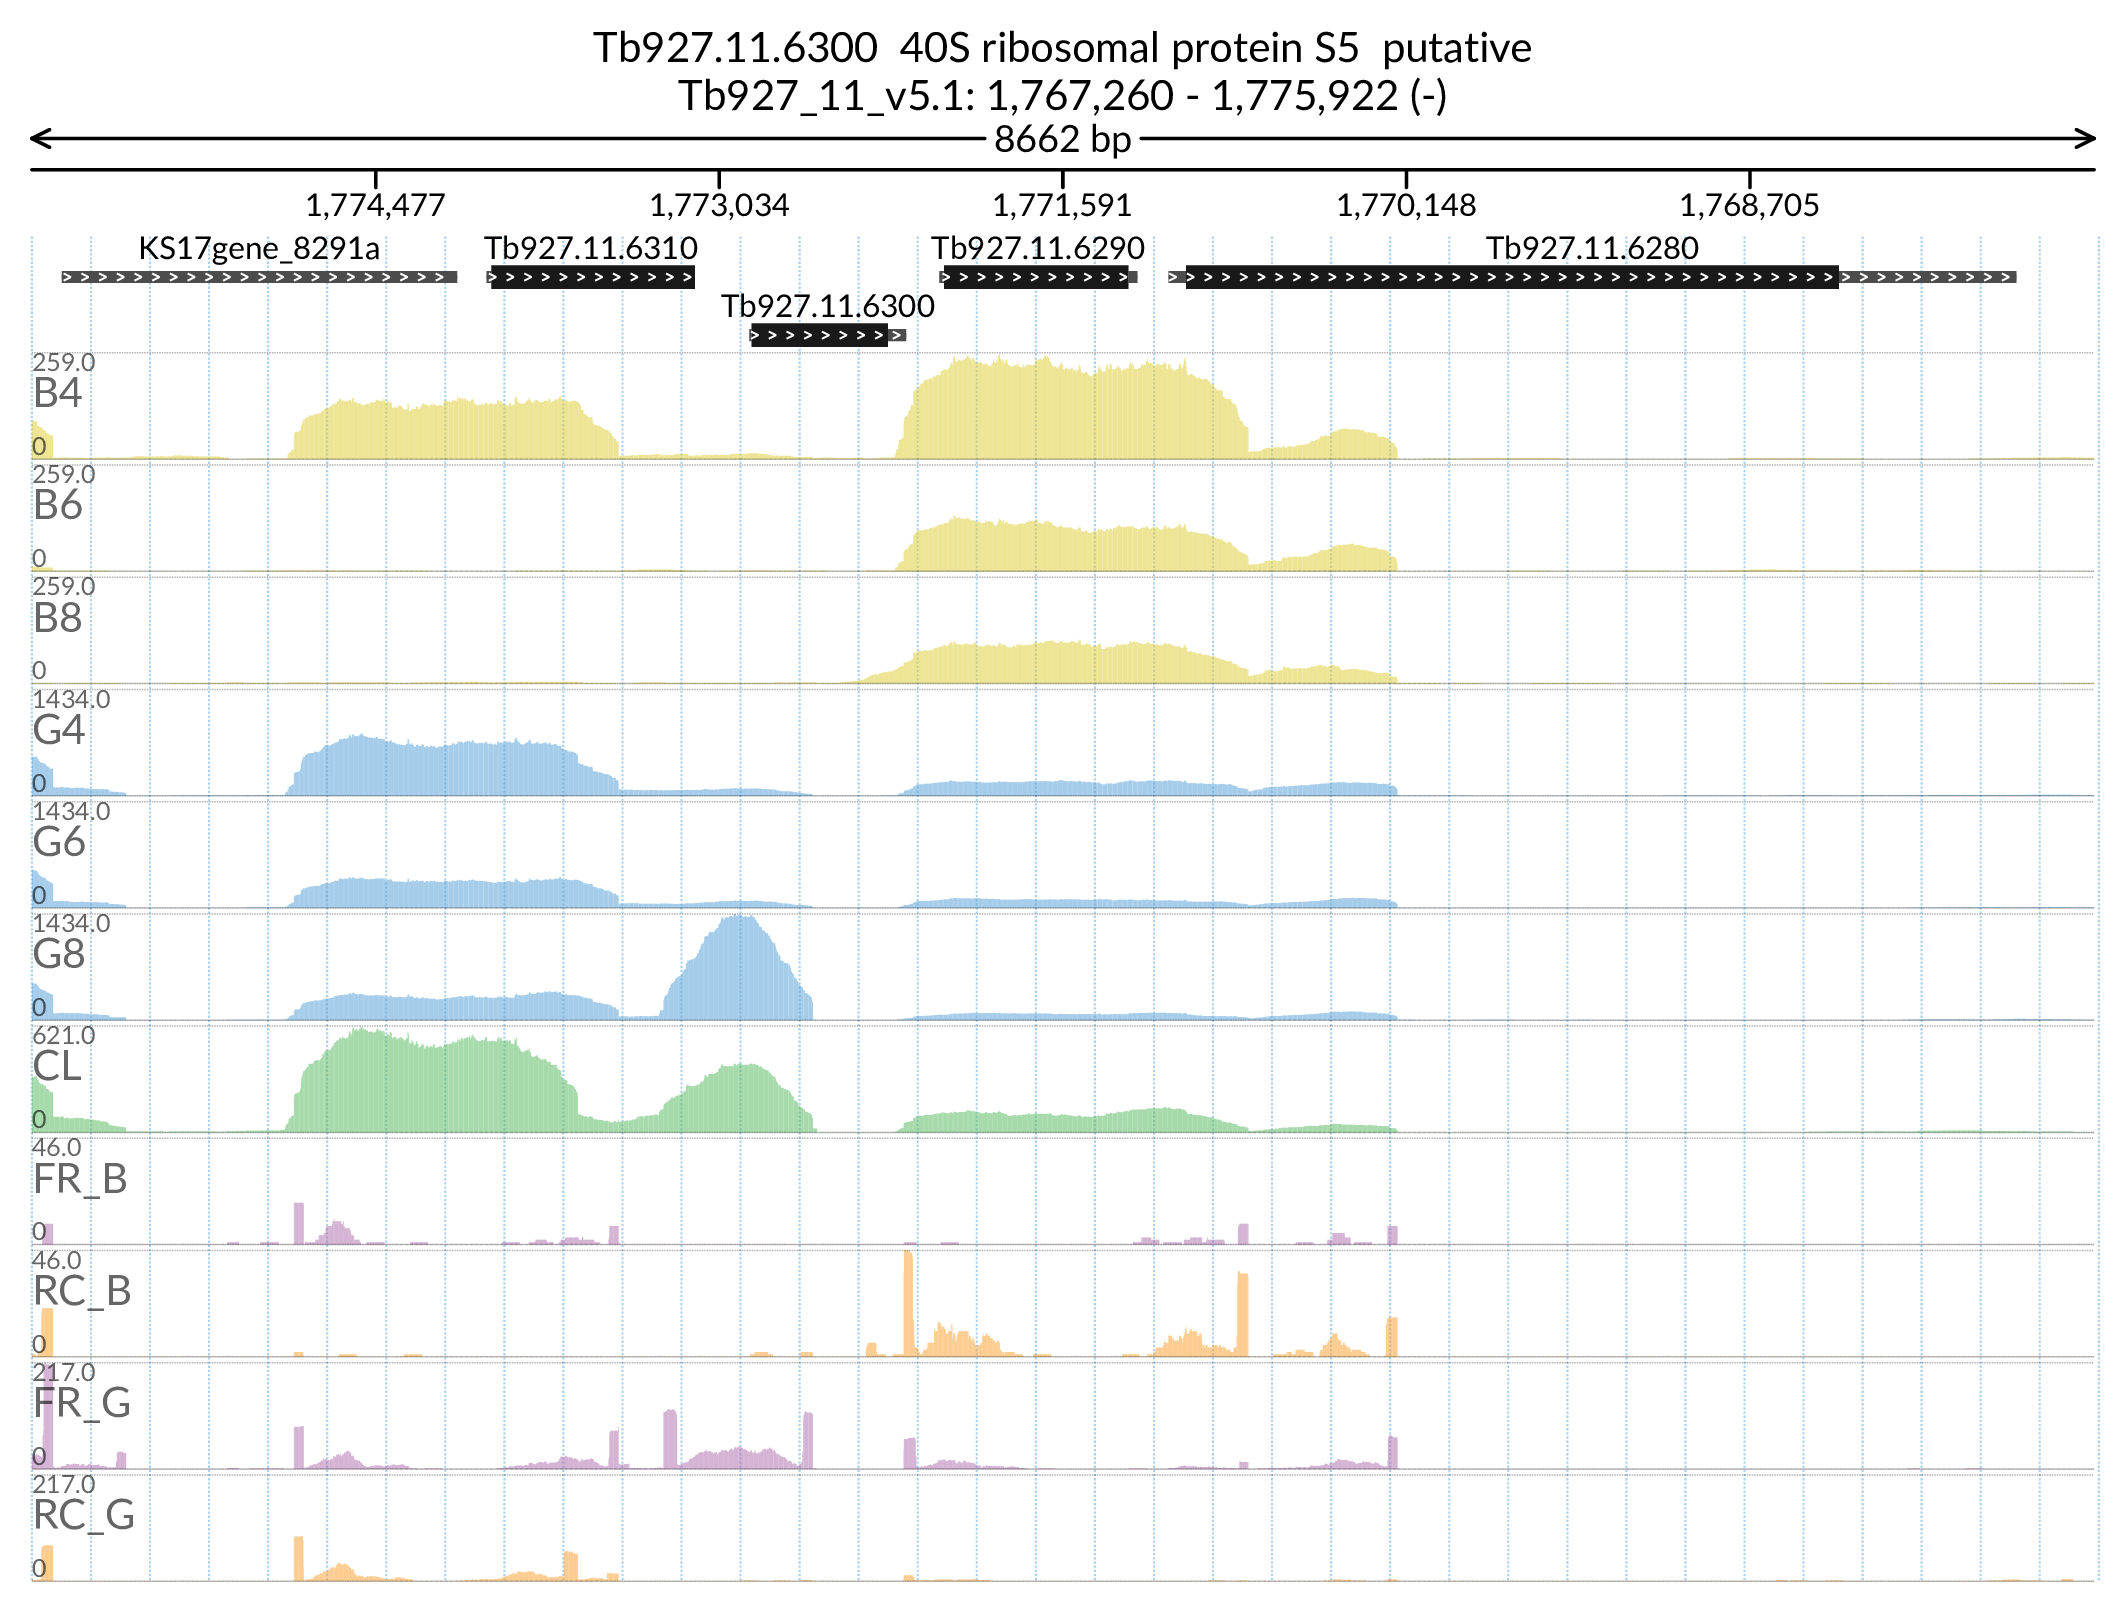 Tb927.11.6300  40S ribosomal protein S5  putative
Tb927_11_v5.1: 1,767,260 - 1,775,922 (-)
8662 bp
1,774,477 1,773,034 1,771,591 1,770,148 1,768,705
KS17gene_8291a Tb927.11.6310 Tb927.11.6290 Tb927.11.6280
Tb927.11.6300
259.0
B4
0
259.0
B6
0
259.0
B8
0
1434.0
G4
0
1434.0
G6
0
1434.0
G8
0
621.0
CL
0
46.0
FR_B
0
46.0
RC_B
0
217.0
FR_G
0
217.0
RC_G
0